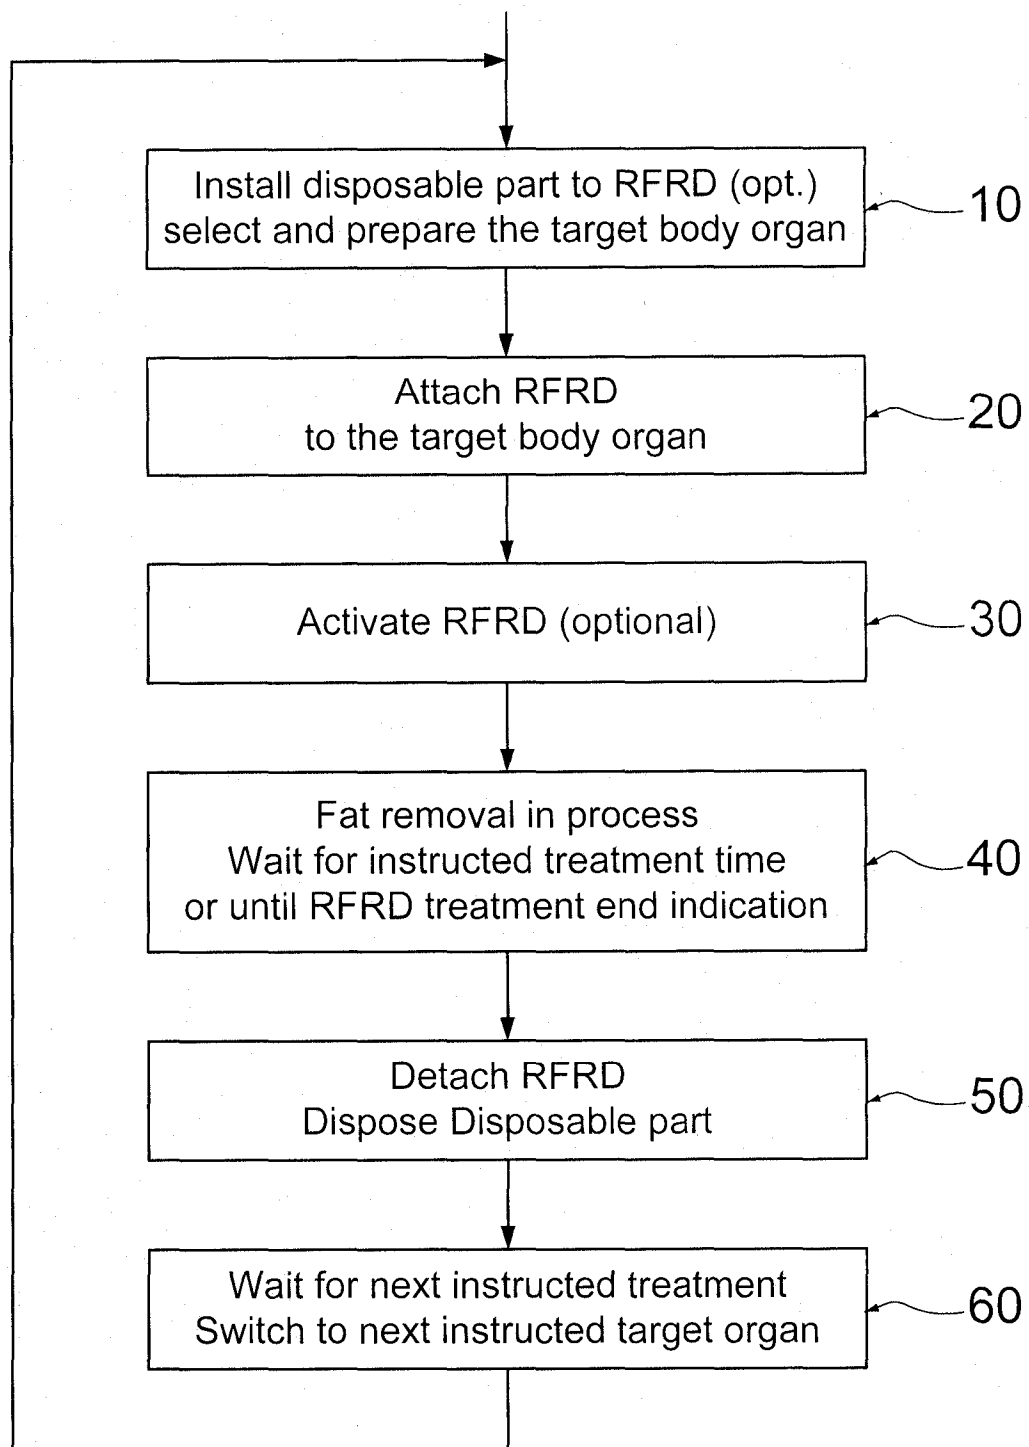 Install disposable part to RFRD (opt.)
select and prepare the target body organ
10
Attach RFRD
to the target body organ
20
Activate RFRD (optional)
30
Fat removal in process
Wait for instructed treatment time
or until RFRD treatment end indication
40
Detach RFRD
Dispose Disposable part
50
Wait for next instructed treatment
Switch to next instructed target organ
60